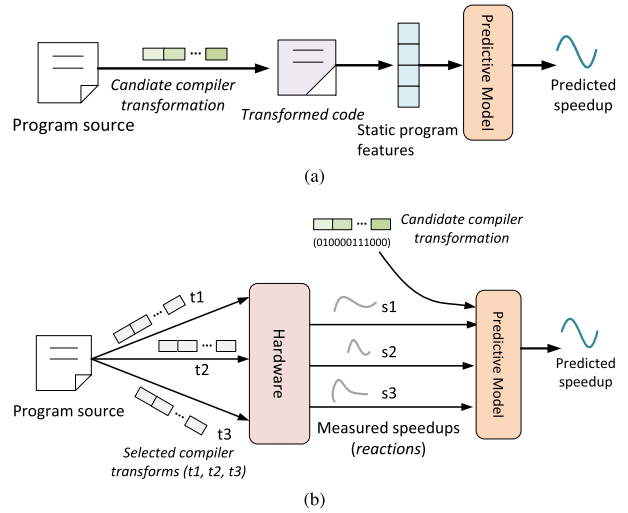 Candiate compiler
transformation
Program source
Transformed code
Static program
features
Predictive Model
Predicted
speedup
(a)
(010000111000)
Candidate compiler
transformation
t1
t2
t3
Program source
Selected compiler
transforms (t1, t2, t3)
Hardware
s1
s2
s3
Measured speedups
(reactions)
Predictive Model
Predicted
speedup
(b)